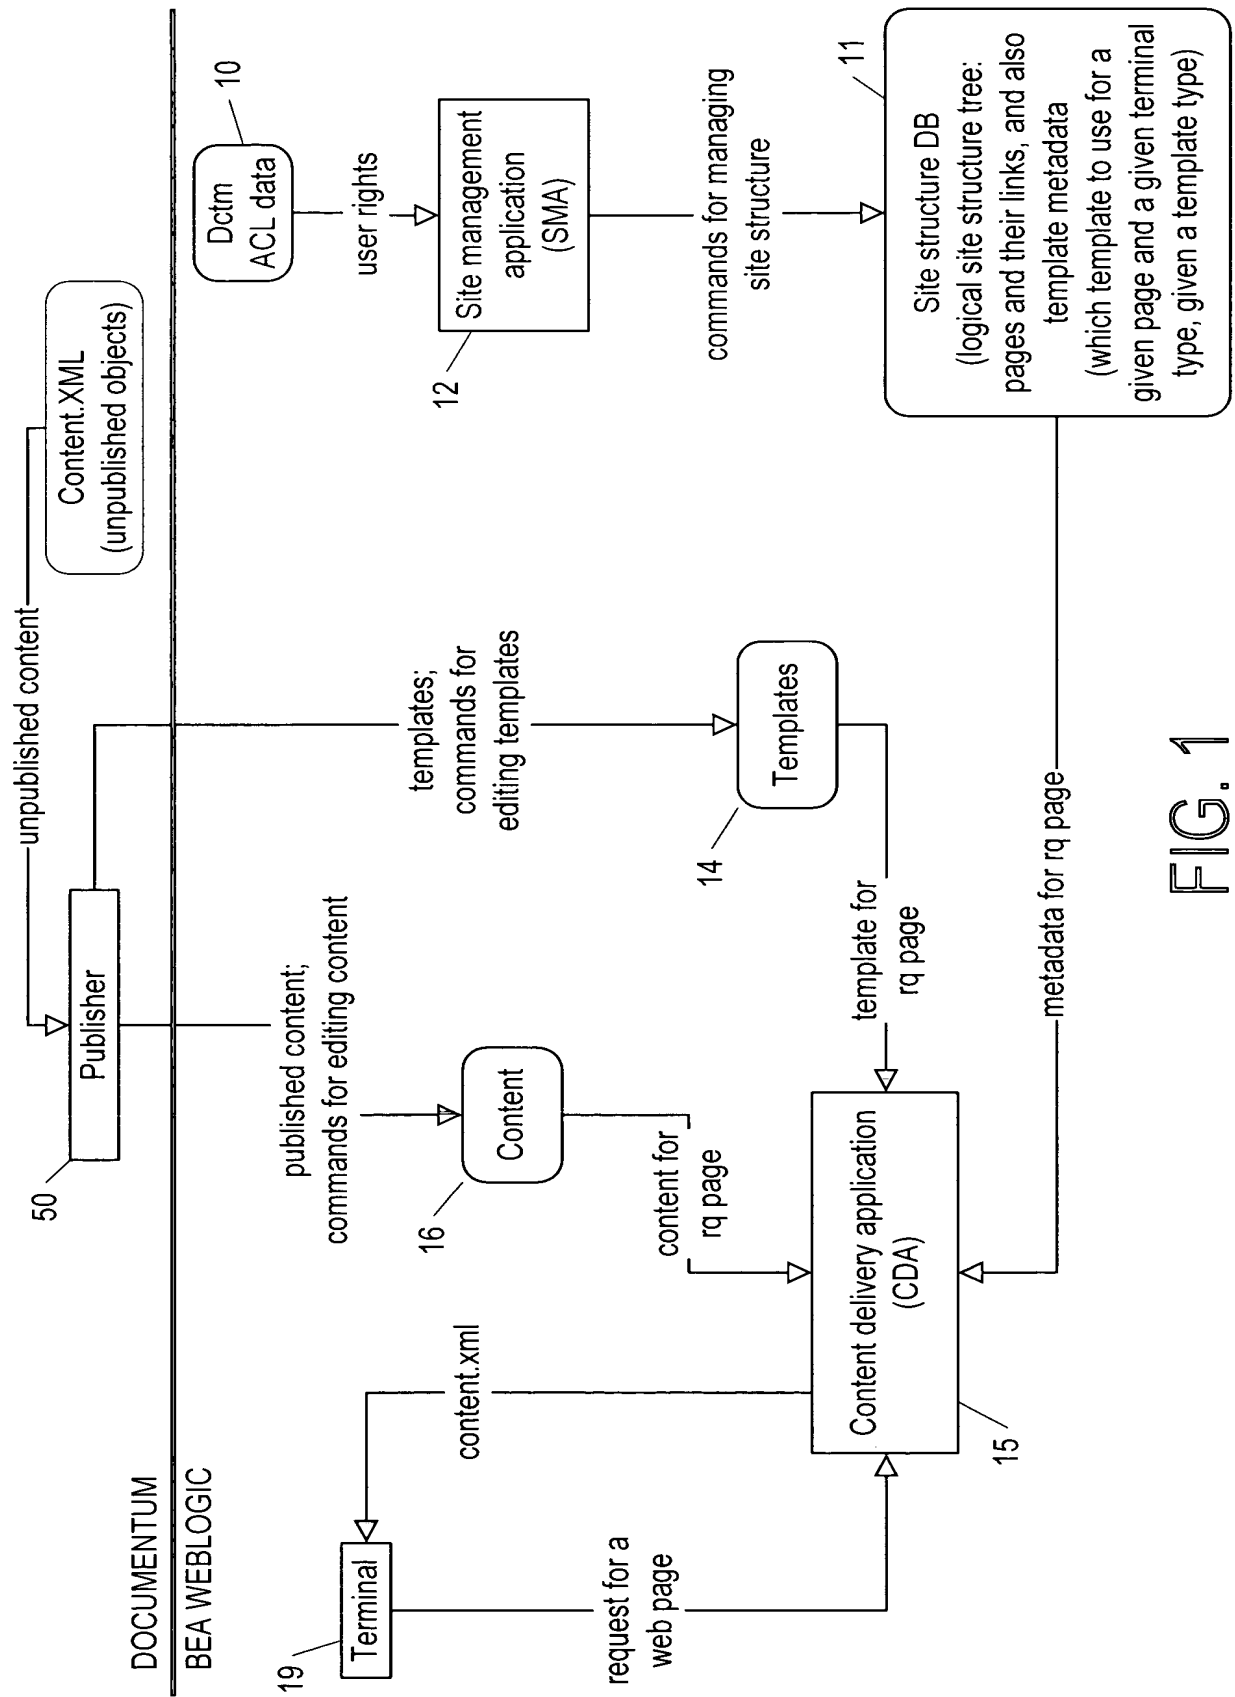 DOCUMENTUM
BEA WEBLOGIC
unpublished content
Content.XML
(unpublished objects)
50
Publisher
10
Dctm
ACL data
user rights
12
Site management
application
(SMA)
commands for managing
site structure
11
Site structure DB
(logical site structure tree:
pages and their links, and also
template metadata
(which template to use for a
given page and a given terminal
type, given a template type)
templates;
commands for
editing templates
14
Templates
template for
rq page
published content;
commands for editing content
16
Content
content for
rq page
metadata for rq page
19
Terminal
content.xml
request for a
web page
Content delivery application
(CDA)
15
FIG. 1